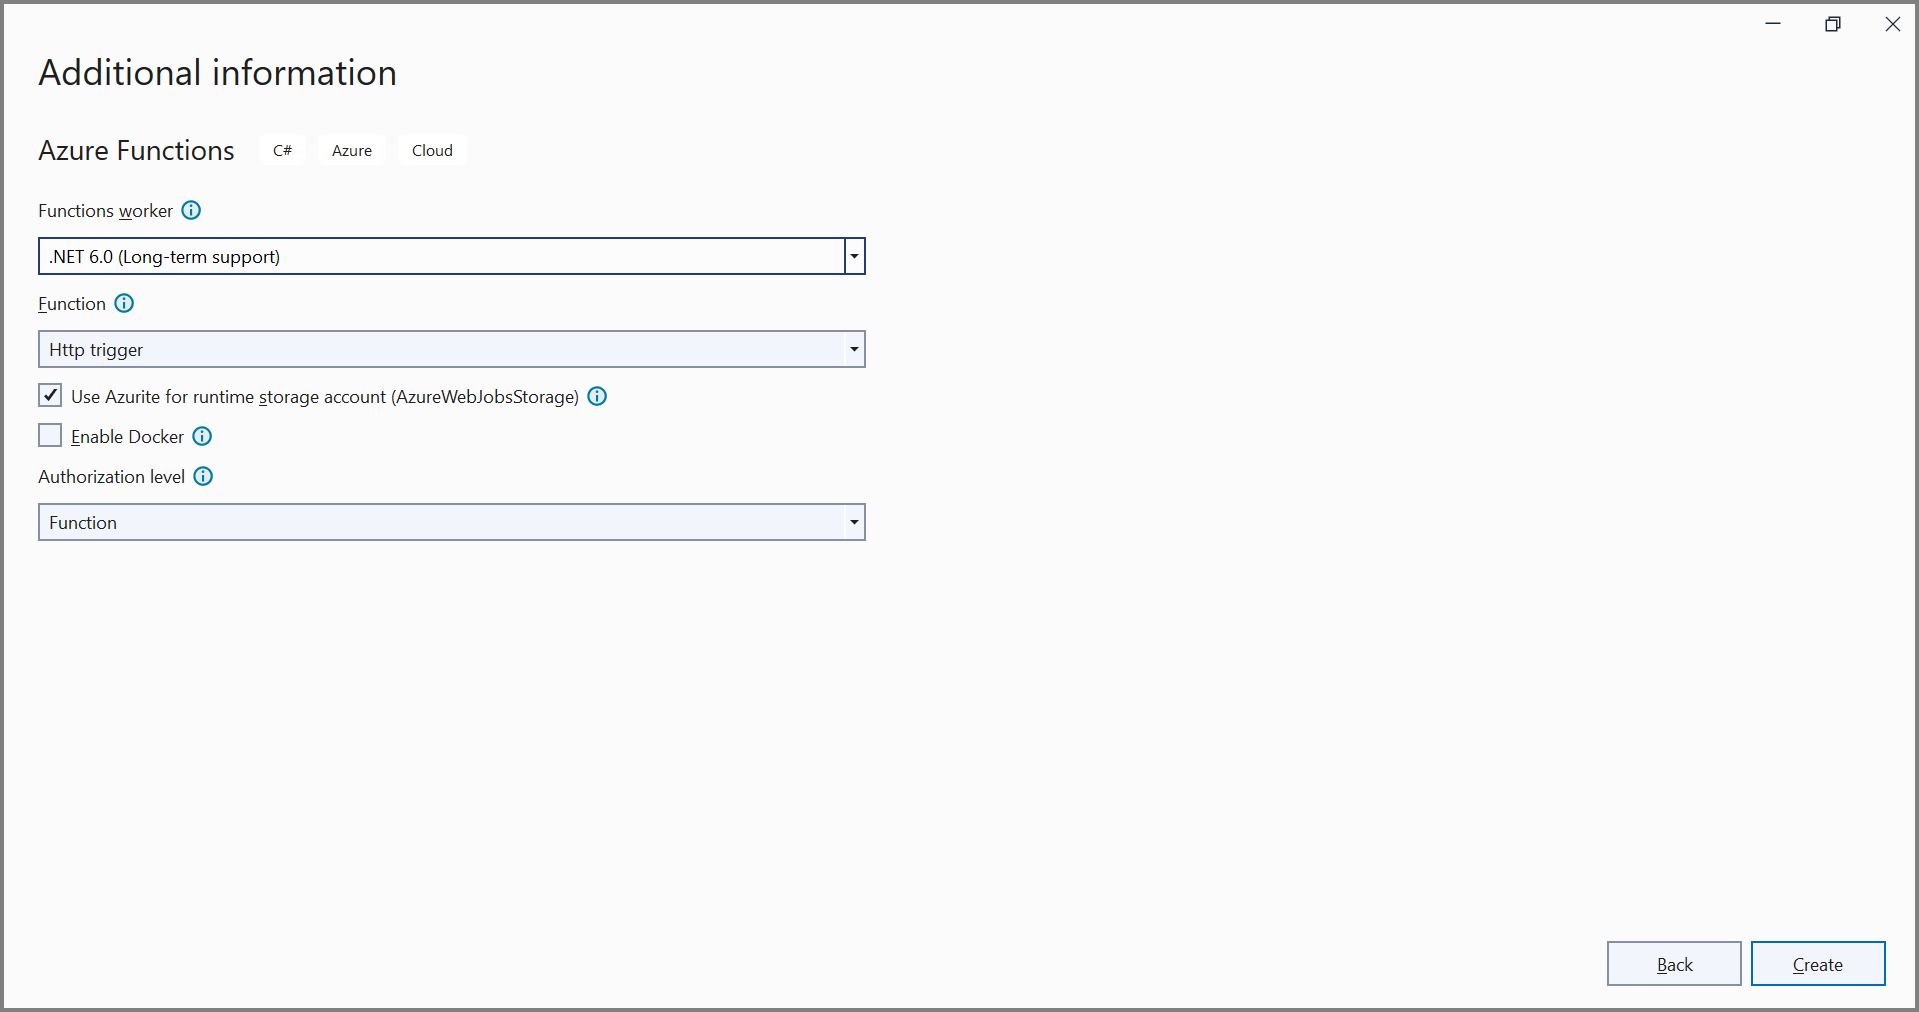 Additional information
Azure Functions C# Azure Cloud
Functions worker
.NET 6.0 (Long-term support)
Function
Http trigger
Use Azurite for runtime storage account (AzureWebJobsStorage)
Enable Docker
Authorization level
Function
Back Create